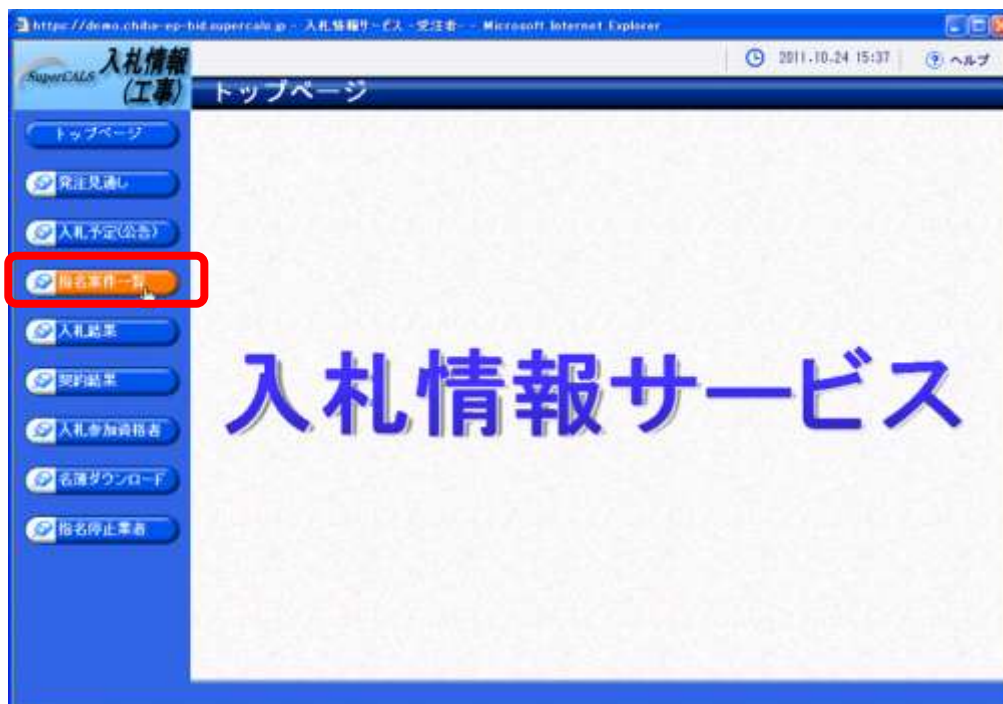 https://demo.chiba-ep-bid.supercals.jp - 入札情報サービス -受注者- - Microsoft Internet Explorer
SuperCALS
入札情報
(工事)
2011.10.24 15:37
ヘルプ
トップページ
トップページ
発注見通し
入札予定(公告)
指名案件一覧
入札結果
契約結果
入札参加資格者
名簿ダウンロード
指名停止業者
入札情報サービス